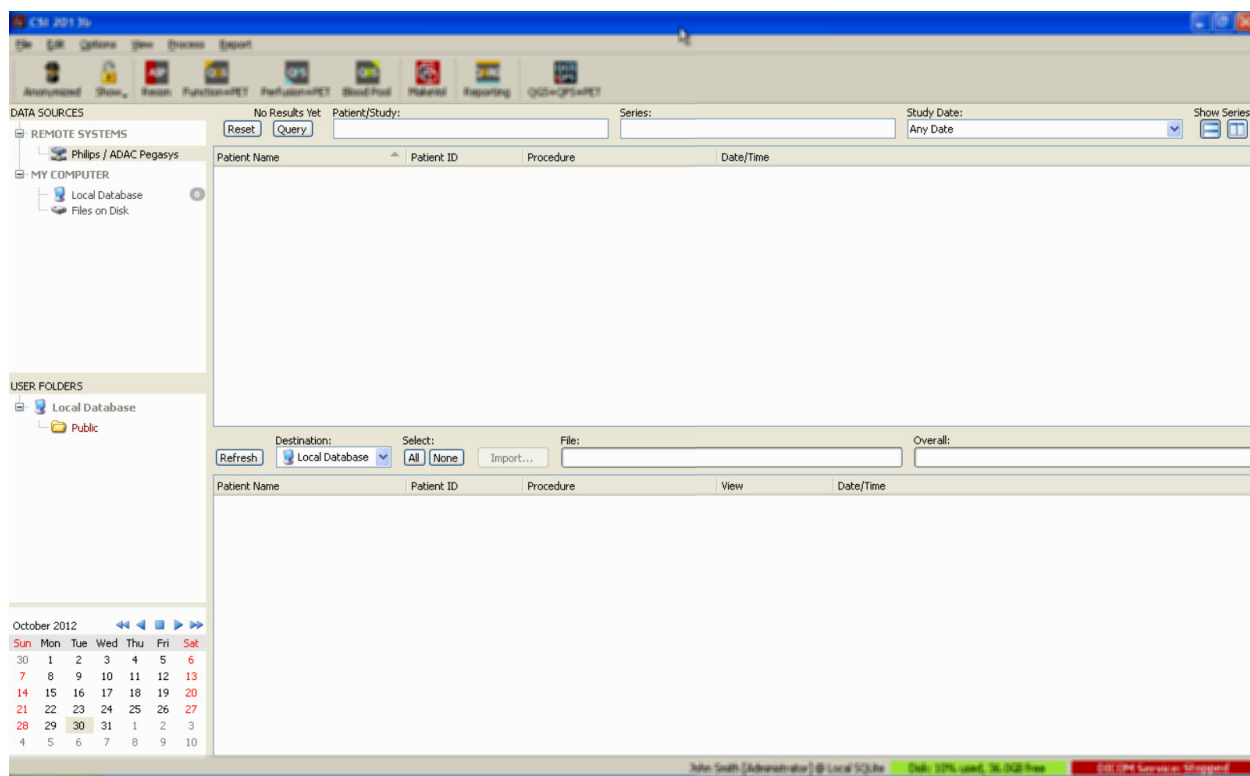 CSI 2013b
File Edit Options View Process Report
Anonymized Show... Recon Function+PET Perfusion+PET Blood Pool Material Reporting QGS+QPS+PET
DATA SOURCES
REMOTE SYSTEMS
Philips / ADAC Pegasys
MY COMPUTER
Local Database 0
Files on Disk
No Results Yet Patient/Study: Series: Study Date: Show Series
Reset Query Any Date
Patient Name Patient ID Procedure Date/Time
USER FOLDERS
Local Database
Public
Destination: Select: File: Overall:
Refresh Local Database All None Import...
Patient Name Patient ID Procedure View Date/Time
October 2012
Sun Mon Tue Wed Thu Fri Sat
30 1 2 3 4 5 6
7 8 9 10 11 12 13
14 15 16 17 18 19 20
21 22 23 24 25 26 27
28 29 30 31 1 2 3
4 5 6 7 8 9 10
John Smith [Administrator] @ Local SQLite Disk: 10% used, 36.0GB free DICOM Service: Stopped